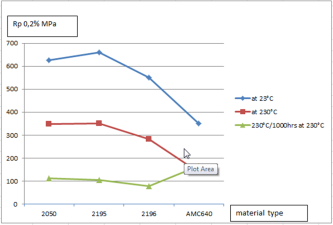 Rp 0,2% MPa
700
600
500
400
300
200
100
0
at 23°C
at 230°C
230°C/1000hrs at 230°C
Plot Area
2050
2195
2196
AMC640
material type